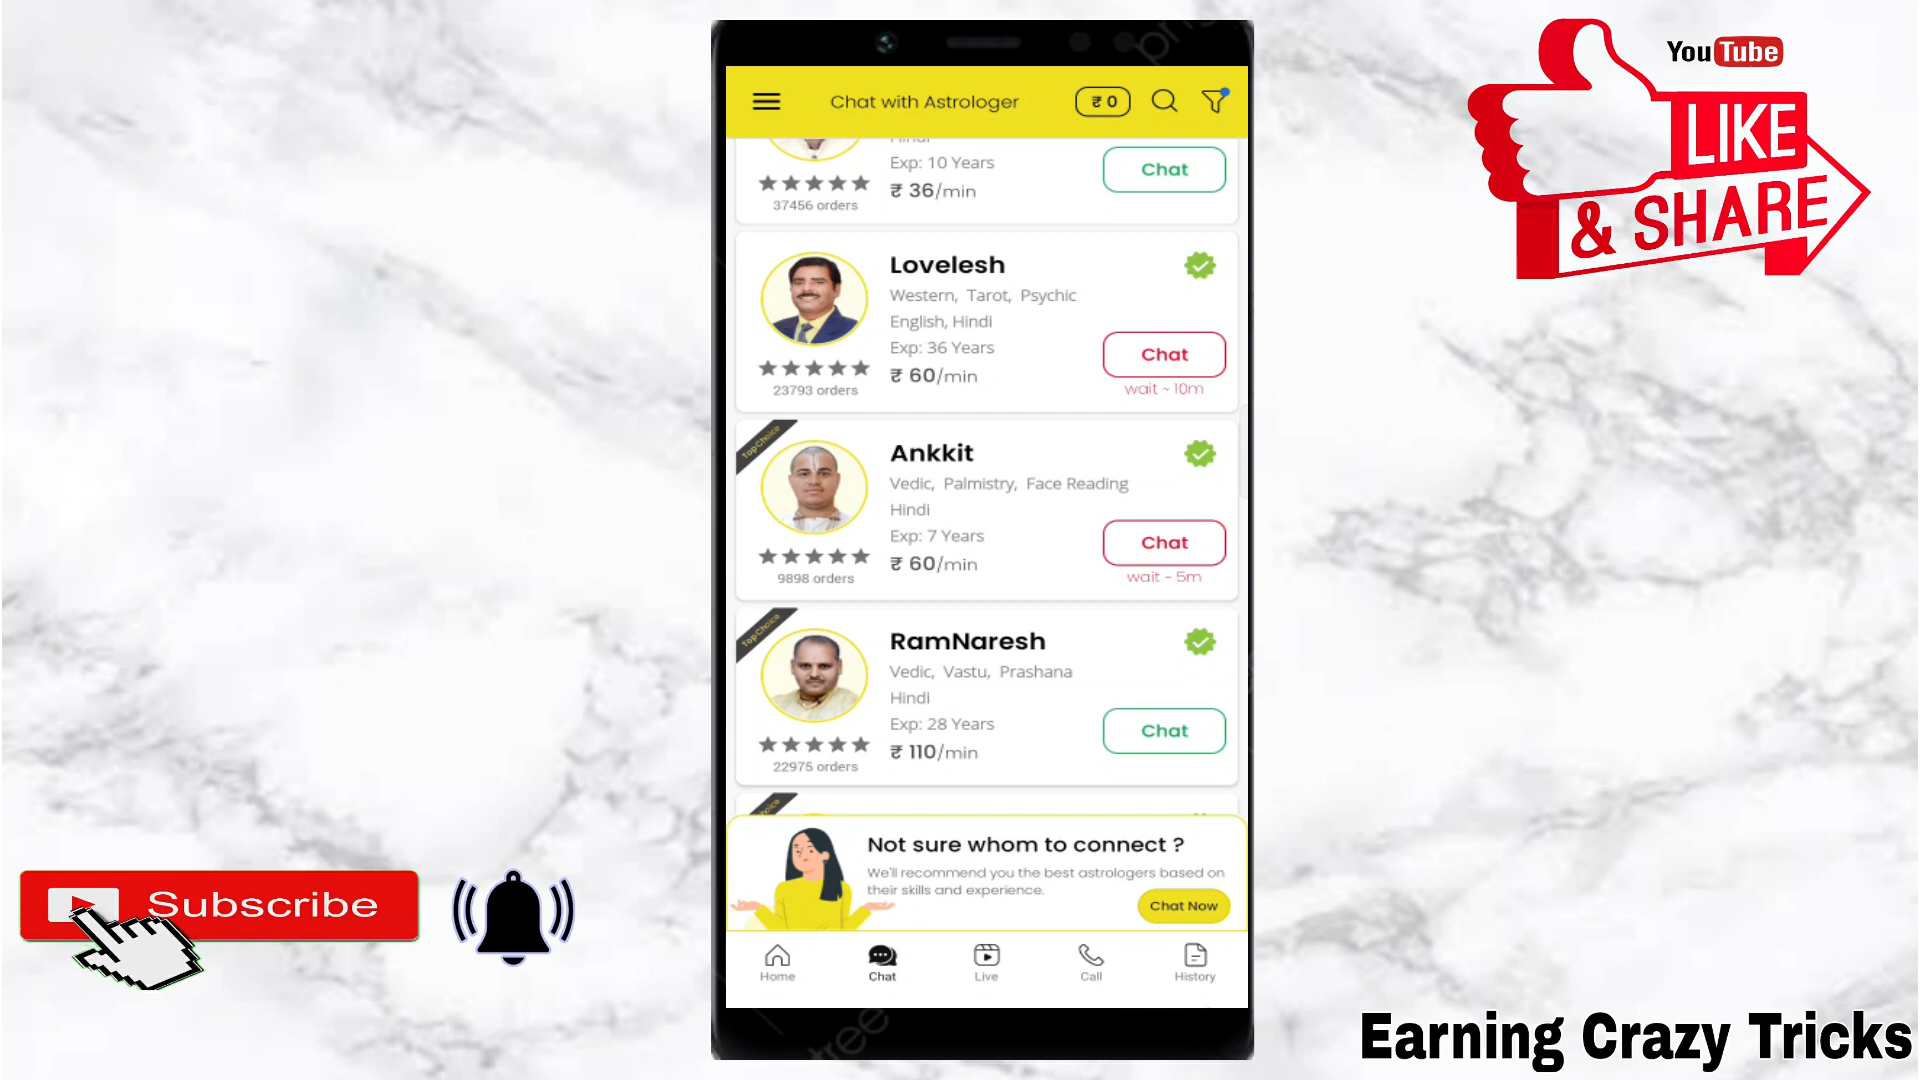 YouTube
LIKE
& SHARE
Chat with Astrologer
₹ 0
Exp: 10 Years
₹ 36/min
37456 orders
Chat
Lovelesh
Western, Tarot, Psychic
English, Hindi
Exp: 36 Years
₹ 60/min
23793 orders
Chat
wait ~ 10m
Top Choice
Ankkit
Vedic, Palmistry, Face Reading
Hindi
Exp: 7 Years
₹ 60/min
9898 orders
Chat
wait ~ 5m
Top Choice
RamNaresh
Vedic, Vastu, Prashana
Hindi
Exp: 28 Years
₹ 110/min
22975 orders
Chat
Not sure whom to connect ?
We'll recommend you the best astrologers based on
their skills and experience.
Chat Now
Home
Chat
Live
Call
History
Subscribe
Earning Crazy Tricks